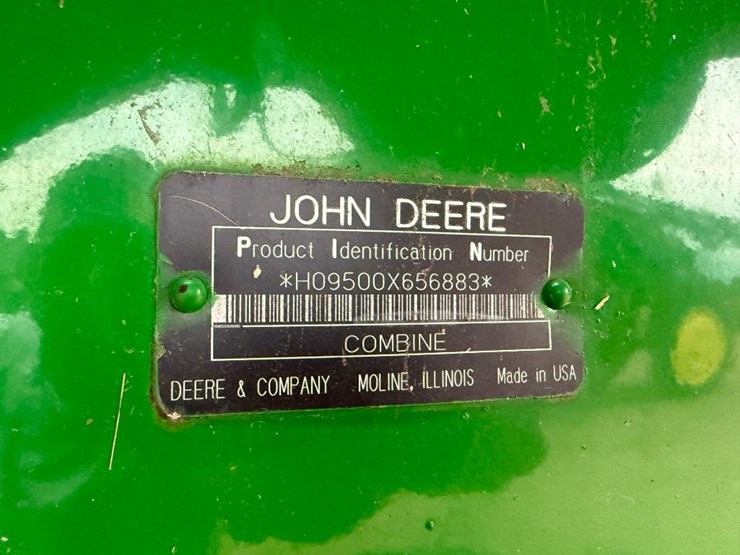 JOHN DEERE
Product Identification Number
*H09500X656883*
COMBINE
DEERE & COMPANY MOLINE, ILLINOIS Made in USA